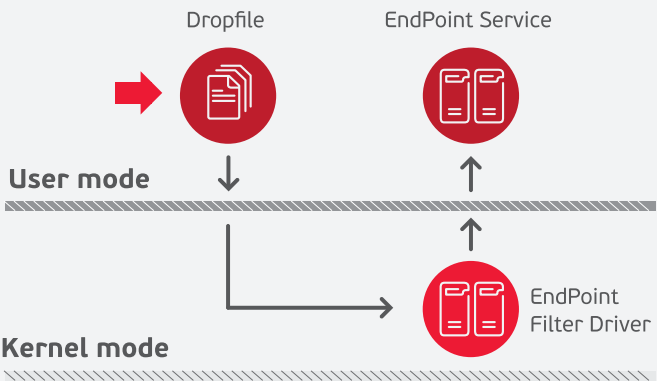 Dropfile
EndPoint Service
User mode
EndPoint
Filter Driver
Kernel mode